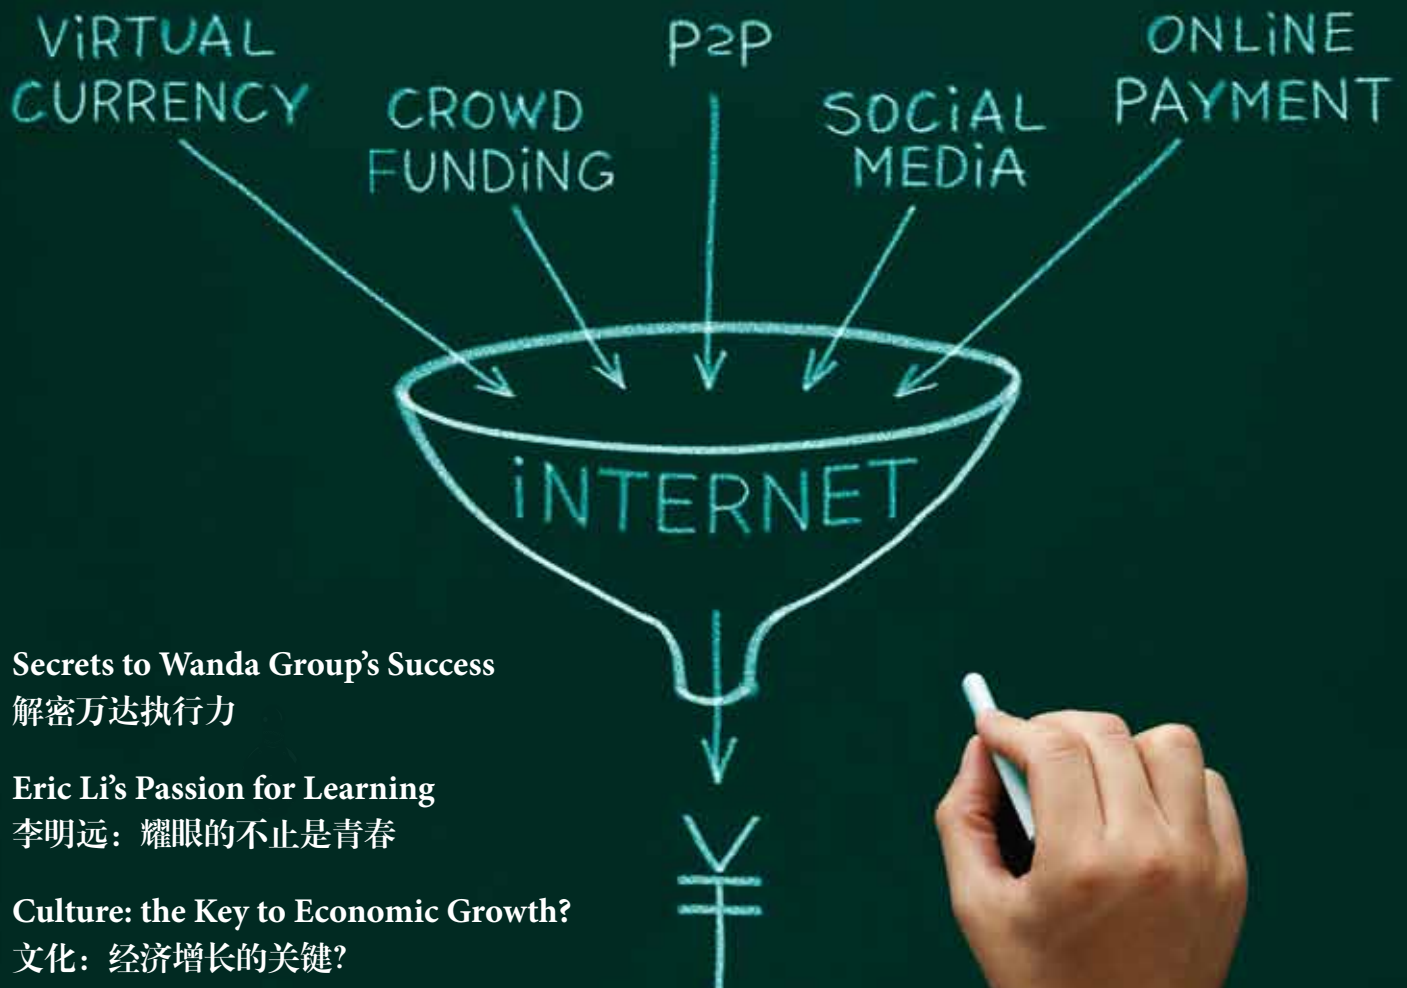 ViRTUAL
CURRENCY
CROWD
FUNDiNG
P2P
SOCiAL
MEDiA
ONLiNE
PAYMENT
iNTERNET
¥
Secrets to Wanda Group’s Success
解密万达执行力
Eric Li’s Passion for Learning
李明远：耀眼的不止是青春
Culture: the Key to Economic Growth?
文化：经济增长的关键?